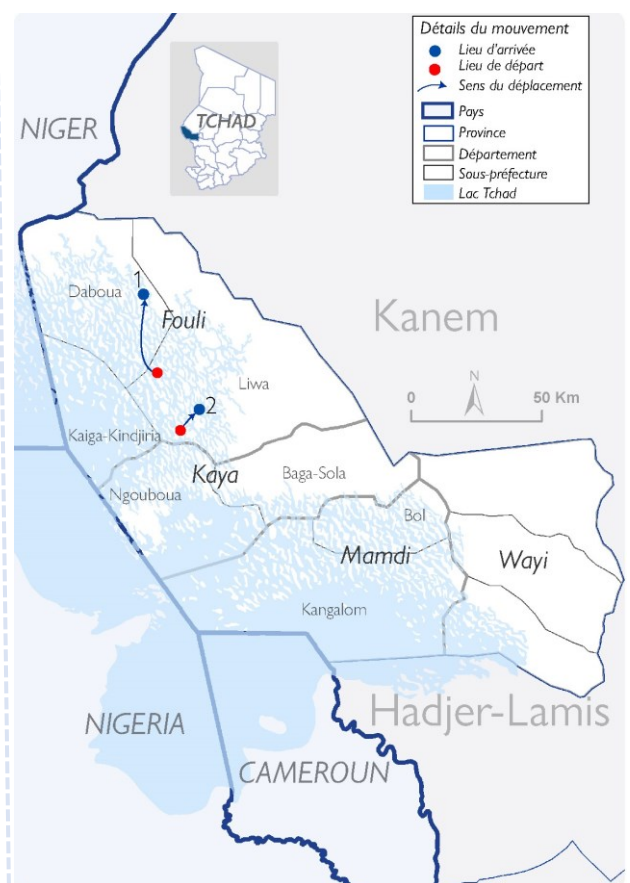 Détails du mouvement
Lieu d'arrivée
Lieu de départ
Sens du déplacement
Pays
Province
Département
Sous-préfecture
Lac Tchad
NIGER
TCHAD
1
Daboua
Fouli
Kanem
Liwa
N
0 50 Km
2
Kaiga-Kindjiria
Kaya
Baga-Sola
Ngouboua
Bol
Mamdi
Wayi
Kangalom
Hadjer-Lamis
NIGERIA
CAMEROUN